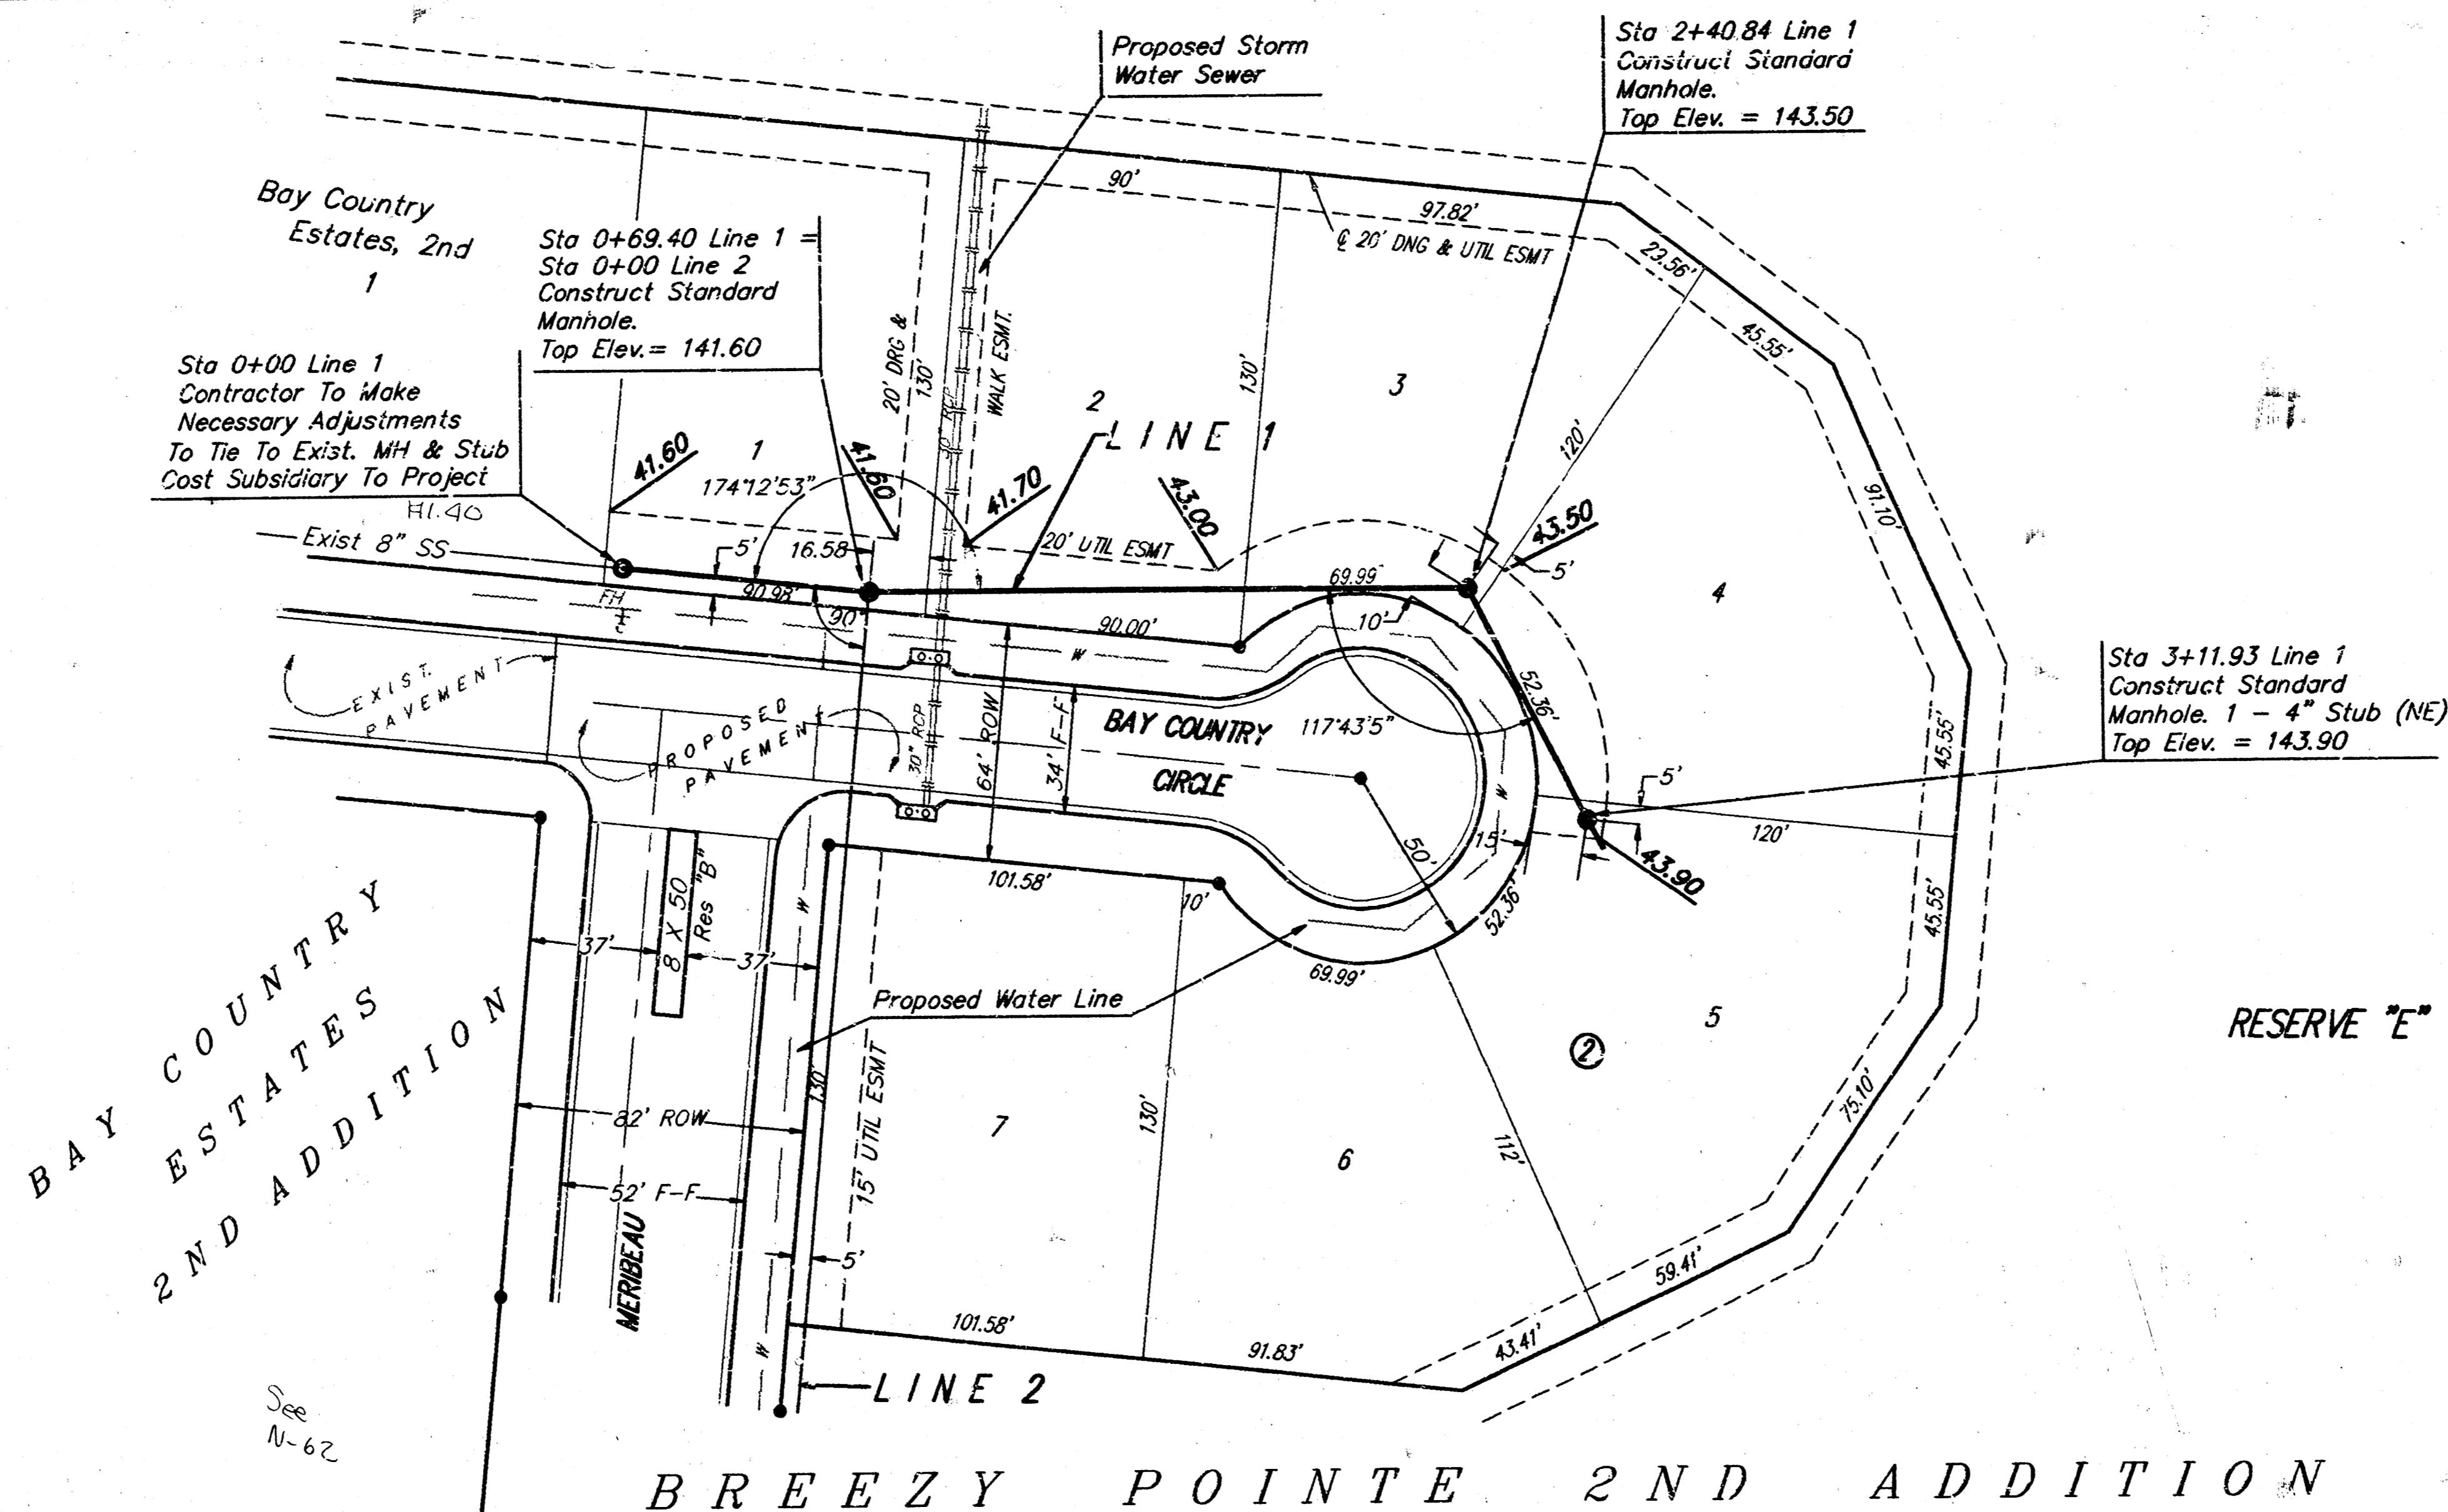 Proposed Storm
Water Sewer
Sta 2+40.84 Line 1
Construct Standard
Manhole.
Top Elev. = 143.50
Bay Country
Estates, 2nd
1
Sta 0+69.40 Line 1 =
Sta 0+00 Line 2
Construct Standard
Manhole.
Top Elev.= 141.60
Sta 0+00 Line 1
Contractor To Make
Necessary Adjustments
To Tie To Exist. MH & Stub
Cost Subsidiary To Project
90'
97.82'
℄ 20' DNG & UTIL ESMT
29.56'
45.55'
91.10'
20' DRG &
130'
WALK ESMT.
RCP
130'
120'
1
2
3
4
LINE 1
41.60
174°12'53"
41.60
41.70
43.00
43.50
Exist 8" SS
5'
16.58
20' UTIL ESMT
69.99'
5'
FH
90.98'
90°
90.00'
10'
W
52.36'
EXIST.
PAVEMENT
PROPOSED
PAVEMENT
30" RCP
64' ROW
34' F-F
BAY COUNTRY
CIRCLE
117°43'5"
W
50'
15'
Sta 3+11.93 Line 1
Construct Standard
Manhole. 1 - 4" Stub (NE)
Top Elev. = 143.90
5'
120'
43.90
45.55'
45.55'
8 X 50
Res "B"
W
37'
37'
101.58'
10'
52.36'
69.99'
Proposed Water Line
130'
15' UTIL ESMT
82' ROW
52' F-F
MERIBEAU
5'
W
7
130'
6
112'
5
2
75.10'
59.41'
43.41'
101.58'
91.83'
LINE 2
RESERVE "E"
BAY COUNTRY
ESTATES
2ND ADDITION
See
N-62
BREEZY POINTE 2ND ADDITION